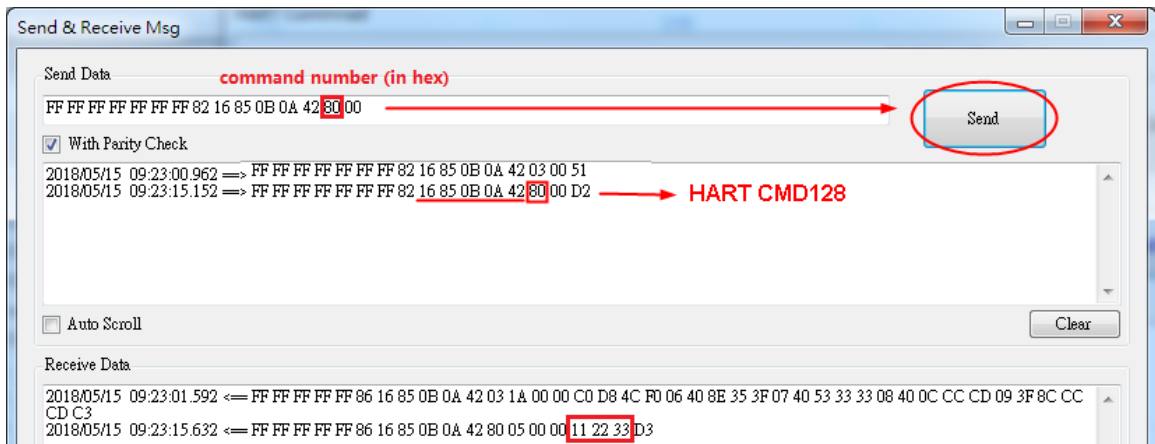 Send & Receive Msg
Send Data
command number (in hex)
FF FF FF FF FF FF FF 82 16 85 0B 0A 42 80 00
Send
With Parity Check
2018/05/15 09:23:00.962 ==> FF FF FF FF FF FF FF 82 16 85 0B 0A 42 03 00 51
2018/05/15 09:23:15.152 ==> FF FF FF FF FF FF FF 82 16 85 0B 0A 42 80 00 D2
HART CMD128
Auto Scroll
Clear
Receive Data
2018/05/15 09:23:01.592 <== FF FF FF FF FF 86 16 85 0B 0A 42 03 1A 00 00 C0 D8 4C F0 06 40 8E 35 3F 07 40 53 33 33 08 40 0C CC CD 09 3F 8C CC
CD C3
2018/05/15 09:23:15.632 <== FF FF FF FF FF 86 16 85 0B 0A 42 80 05 00 00 11 22 33 D3